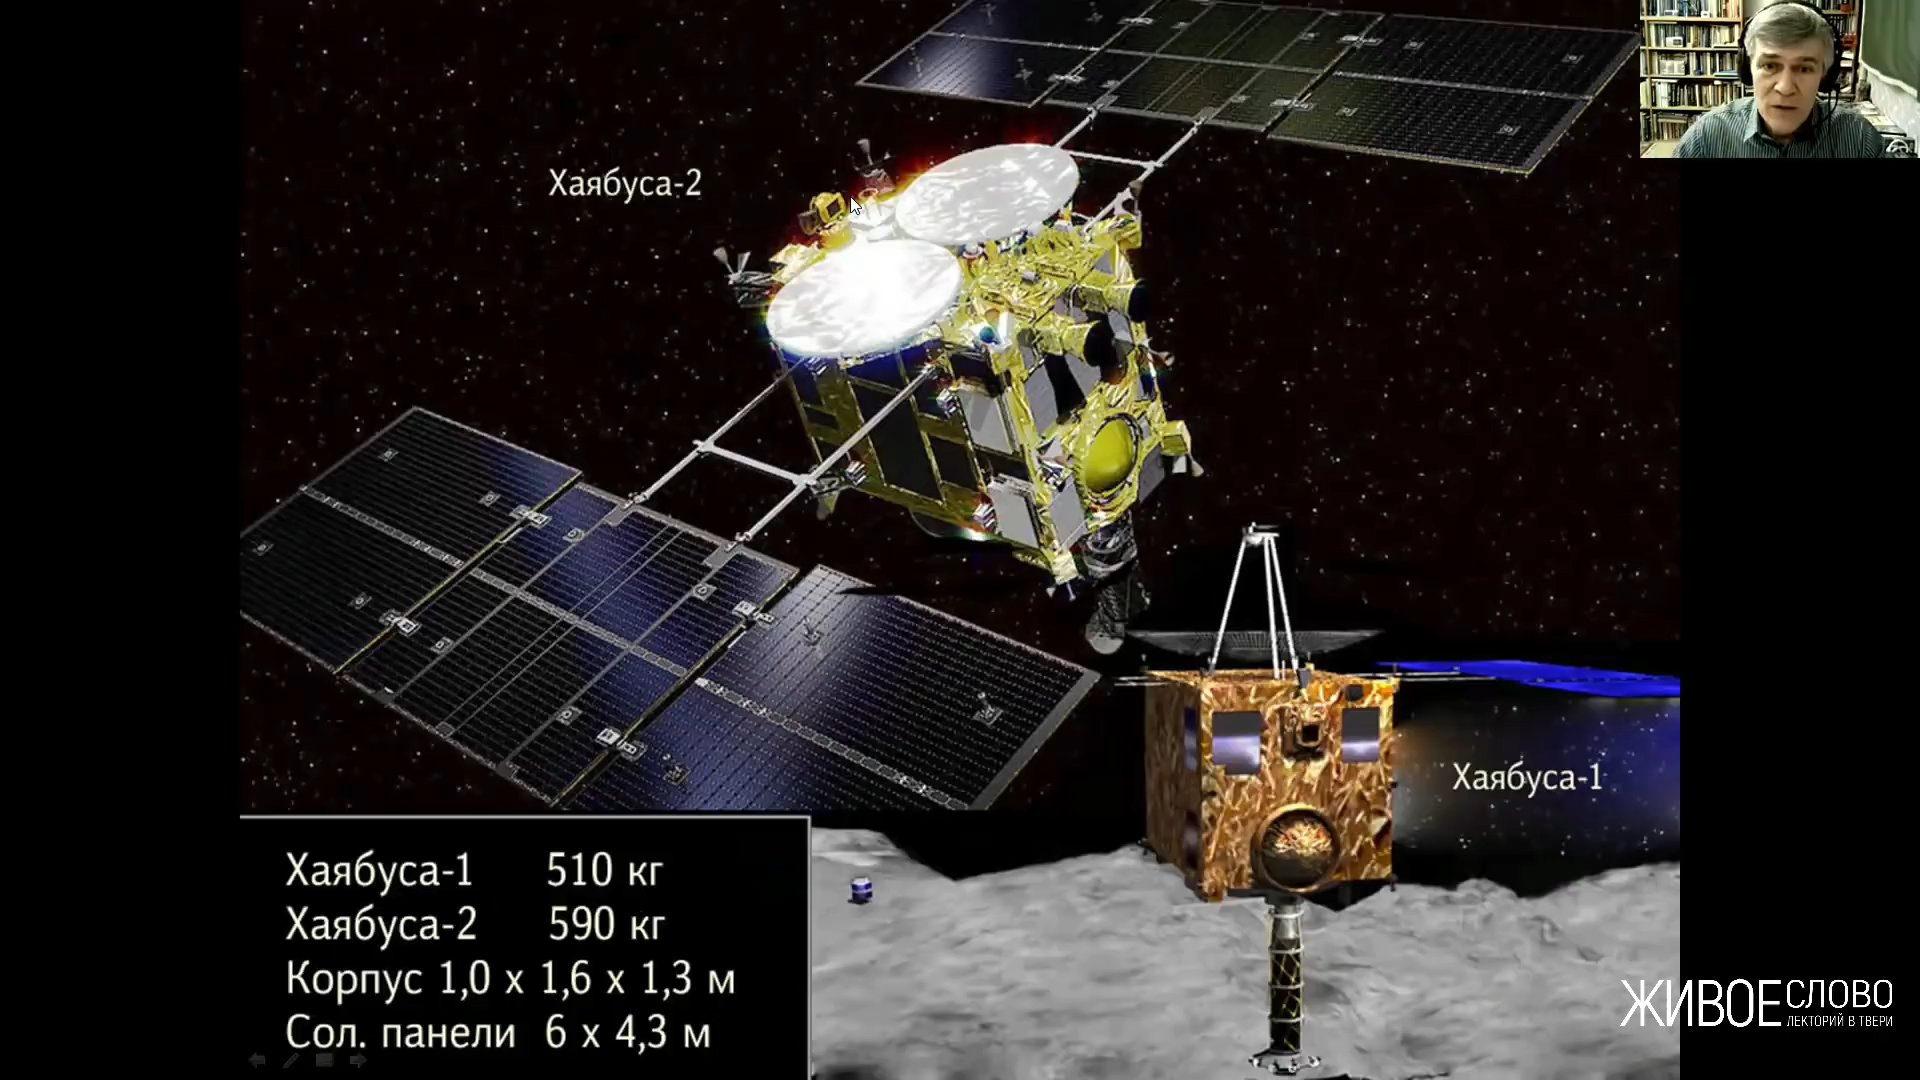 Хаябуса-2
Хаябуса-1
Хаябуса-1 510 кг
Хаябуса-2 590 кг
Корпус 1,0 х 1,6 х 1,3 м
Сол. панели 6 х 4,3 м
ЖИВОЕ СЛОВО
ЛЕКТОРИЙ В ТВЕРИ